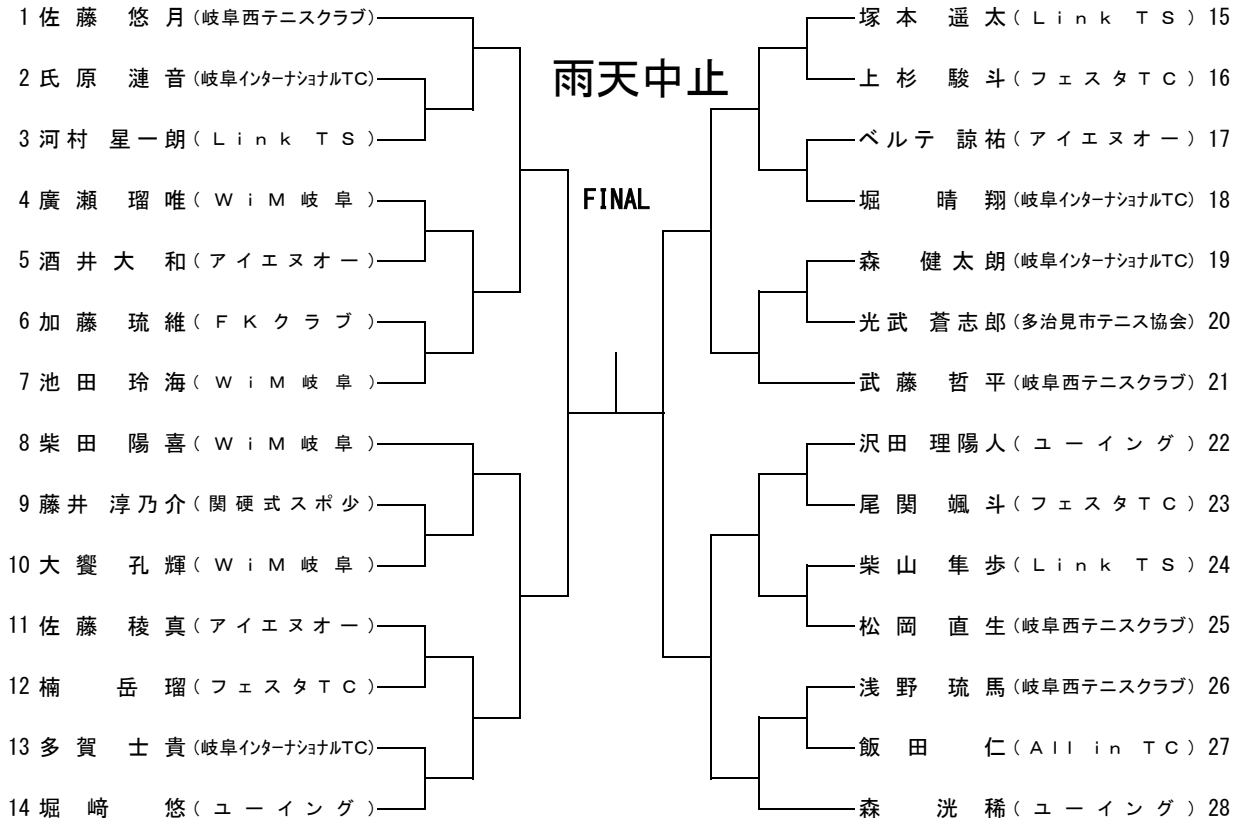 1 佐藤 悠月 (岐阜西テニスクラブ)
2 氏原 漣音 (岐阜インターナショナルTC)
3 河村 星一朗 (Link TS)
4 廣瀬 瑠唯 (WiM岐阜)
5 酒井大和 (アイエヌオー)
6 加藤 琉維 (FKクラブ)
7 池田 玲海 (WiM岐阜)
8 柴田 陽喜 (WiM岐阜)
9 藤井 淳乃介 (関硬式スポ少)
10 大饗 孔輝 (WiM岐阜)
11 佐藤 稜真 (アイエヌオー)
12 楠 岳瑠 (フェスタTC)
13 多賀 士貴 (岐阜インターナショナルTC)
14 堀﨑 悠 (ユーイング)
雨天中止
FINAL
塚本 遥太 (Link TS) 15
上杉 駿斗 (フェスタTC) 16
ベルテ 諒祐 (アイエヌオー) 17
堀 晴翔 (岐阜インターナショナルTC) 18
森 健太朗 (岐阜インターナショナルTC) 19
光武 蒼志郎 (多治見市テニス協会) 20
武藤 哲平 (岐阜西テニスクラブ) 21
沢田 理陽人 (ユーイング) 22
尾関 颯斗 (フェスタTC) 23
柴山 隼歩 (Link TS) 24
松岡 直生 (岐阜西テニスクラブ) 25
浅野 琉馬 (岐阜西テニスクラブ) 26
飯田 仁 (All in TC) 27
森 洸稀 (ユーイング) 28